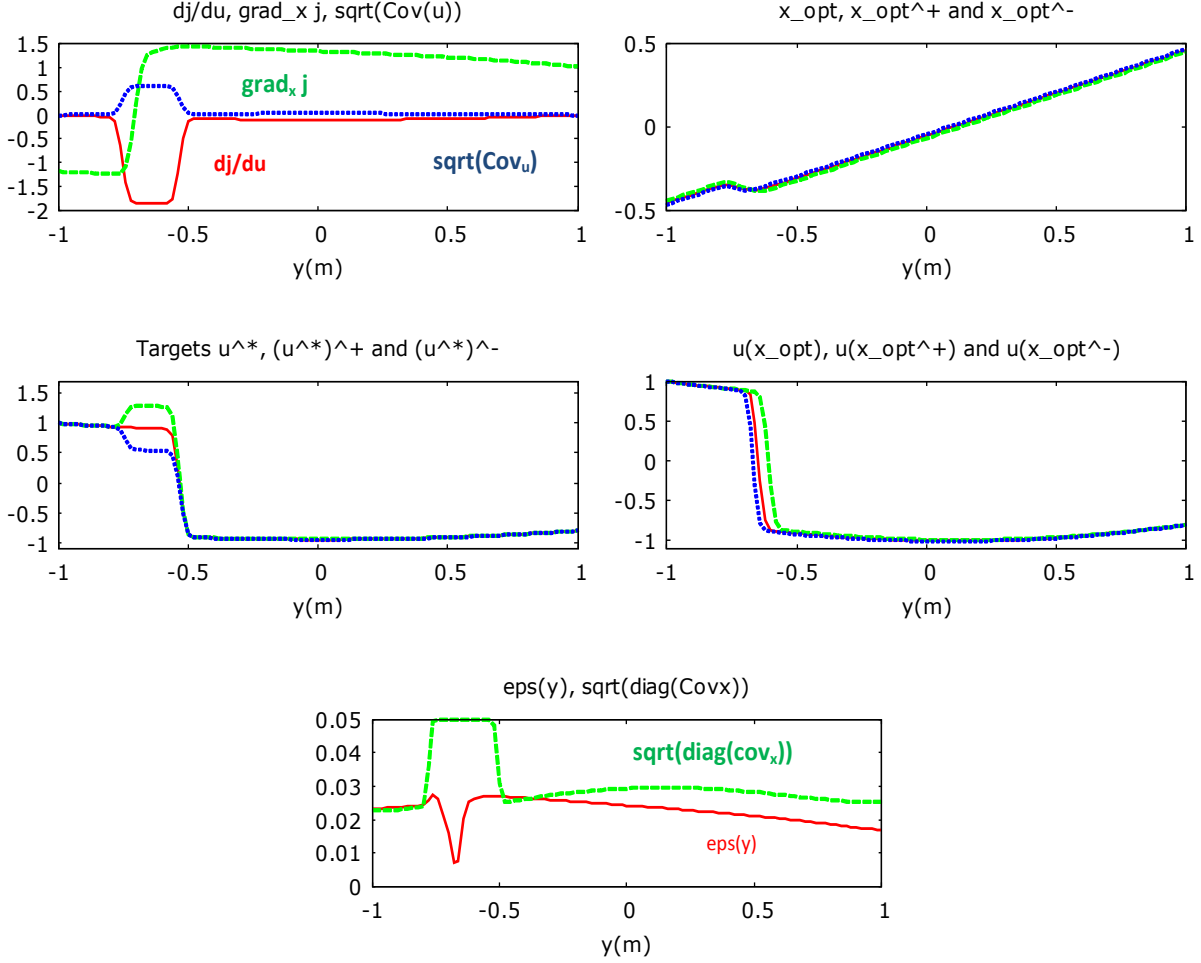 dj/du, grad_x j, sqrt(Cov(u))
1.5
1
0.5
0
-0.5
-1
-1.5
-2
grad_x j
dj/du
sqrt(Cov_u)
-1 -0.5 0 0.5 1
y(m)
x_opt, x_opt^+ and x_opt^-
0.5
0
-0.5
-1 -0.5 0 0.5 1
y(m)
Targets u^*, (u^*)^+ and (u^*)^-
1.5
1
0.5
0
-0.5
-1
-1 -0.5 0 0.5 1
y(m)
u(x_opt), u(x_opt^+) and u(x_opt^-)
1
0.5
0
-0.5
-1
-1 -0.5 0 0.5 1
y(m)
eps(y), sqrt(diag(Covx))
0.05
0.04
0.03
0.02
0.01
0
sqrt(diag(cov_x))
eps(y)
-1 -0.5 0 0.5 1
y(m)